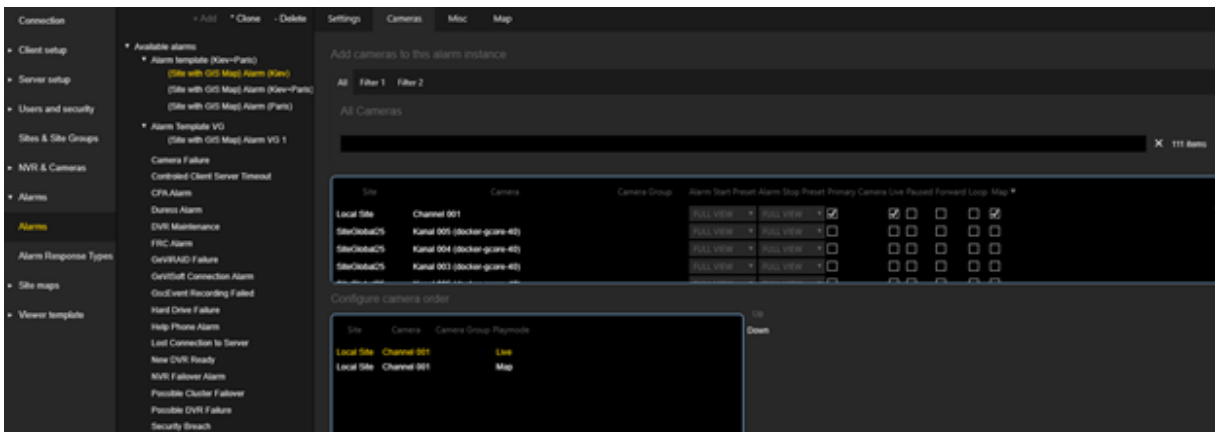 Connection
Client setup
Server setup
Users and security
Sites & Site Groups
NVR & Cameras
Alarms
Alarms
Alarm Response Types
Site maps
Viewer template
+ Add * Clone - Delete
Available alarms
Alarm template (Kiev+Paris)
(Site with GIS Map) Alarm (Kiev)
(Site with GIS Map) Alarm (Kiev+Paris)
(Site with GIS Map) Alarm (Paris)
Alarm Template VG
(Site with GIS Map) Alarm VG 1
Camera Failure
Controled Client Server Timeout
CPA Alarm
Duress Alarm
DVR Maintenance
FRC Alarm
GeViRAID Failure
GeVitSoft Connection Alarm
GscEvent Recording Failed
Hard Drive Failure
Help Phone Alarm
Lost Connection to Server
New DVR Ready
NVR Failover Alarm
Possible Cluster Failover
Possible DVR Failure
Security Breach
Settings Cameras Misc Map
Add cameras to this alarm instance
All Filter 1 Filter 2
All Cameras
X 111 items
Site Camera Camera Group Alarm Start Preset Alarm Stop Preset Primary Camera Live Paused Forward Loop Map
Local Site Channel 001 FULL VIEW FULL VIEW
SiteGlobal25 Kanal 005 (docker-gcore-40) FULL VIEW FULL VIEW
SiteGlobal25 Kanal 004 (docker-gcore-40) FULL VIEW FULL VIEW
SiteGlobal25 Kanal 003 (docker-gcore-40) FULL VIEW FULL VIEW
Configure camera order
Site Camera Camera Group Playmode
Local Site Channel 001 Live
Local Site Channel 001 Map
Up
Down